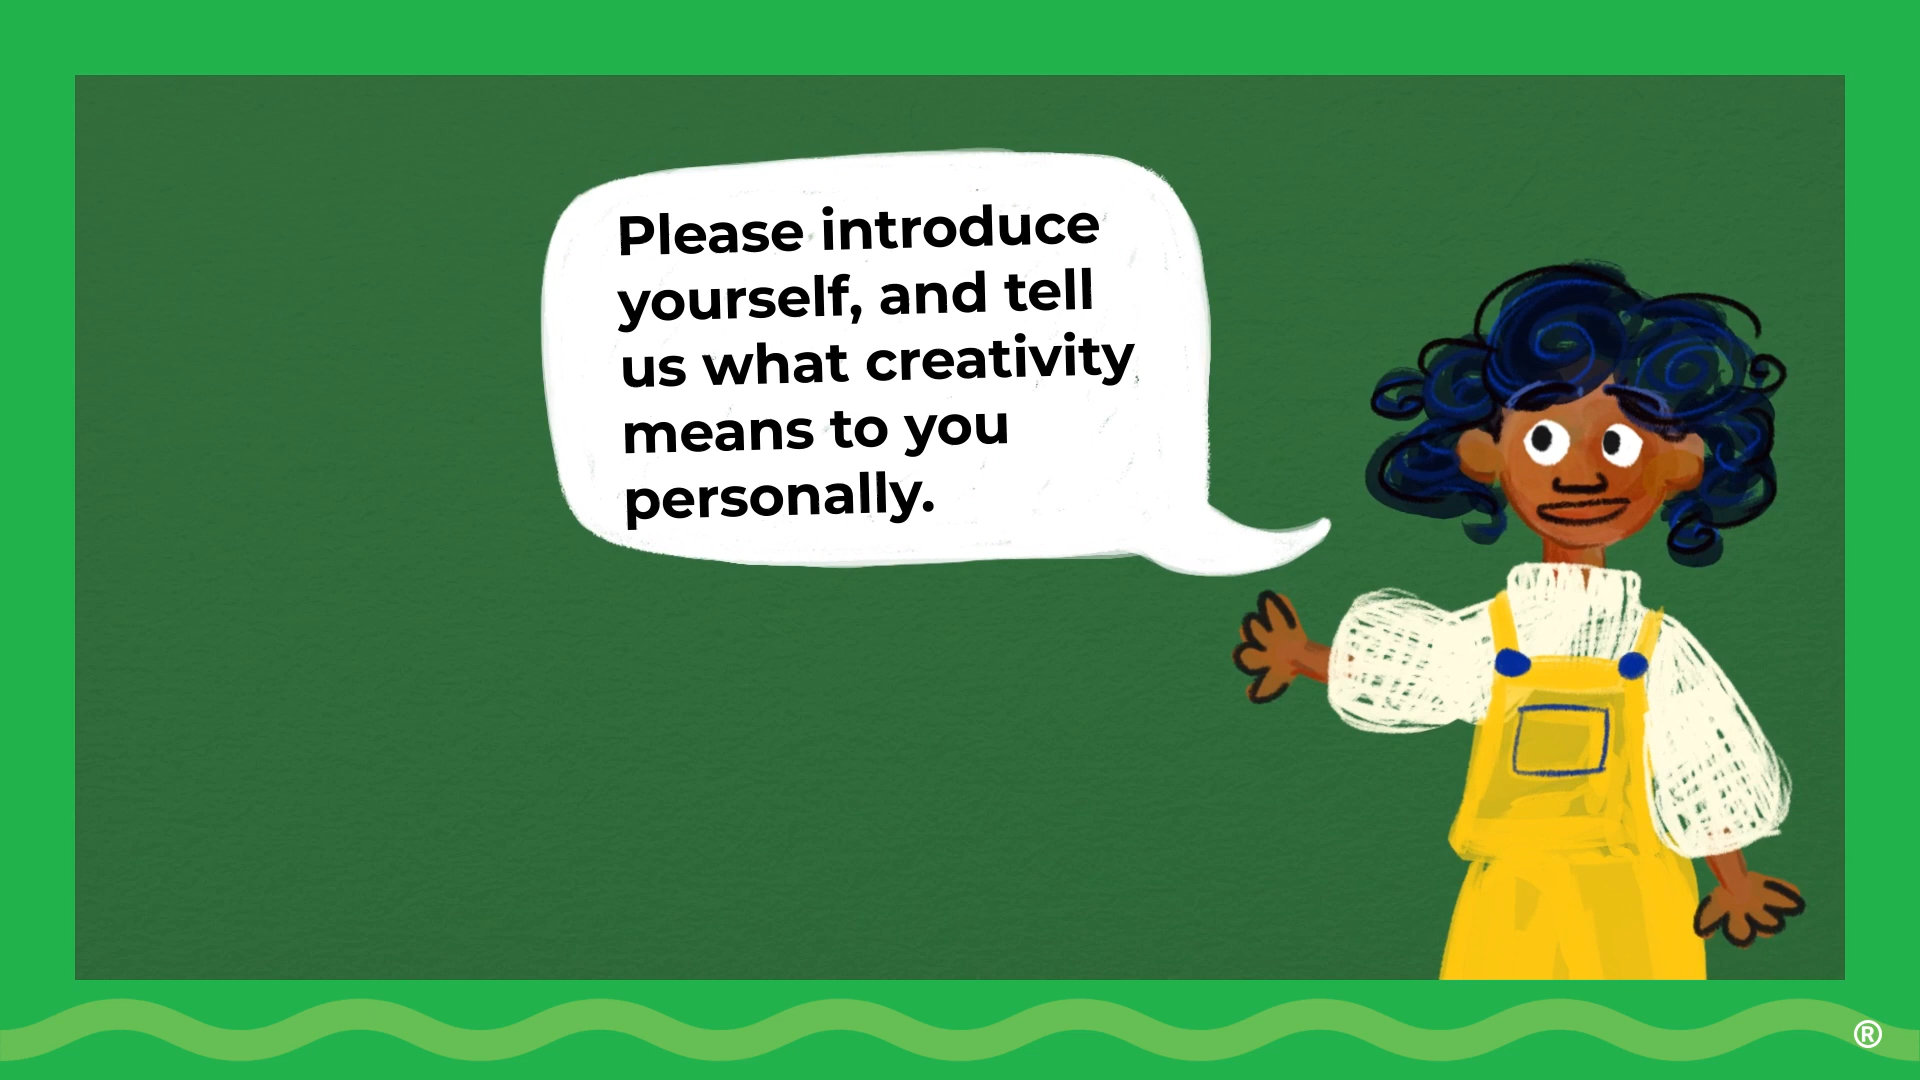 Please introduce
yourself, and tell
us what creativity
means to you
personally.
®